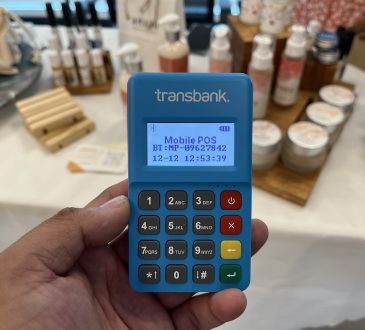 transbank.
Mobile POS
BT:MP-09627842
12-12 12:53:39
1 2ABC 3DEF
4GHI 5JKL 6MNO
7PQRS 8TUV 9WXYZ
*↑ 0 ↓#